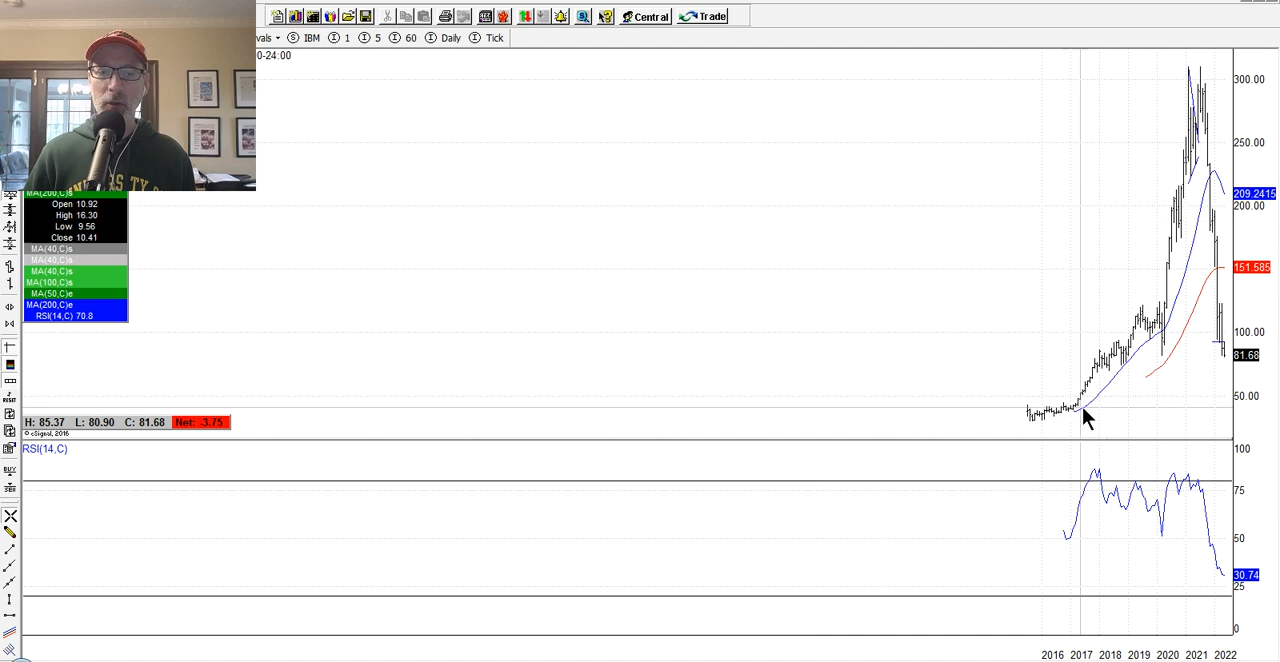 Central Trade
vals IBM 1 5 60 Daily Tick
0-24:00
MA(200,C)s
Open 10.92
High 16.30
Low 9.56
Close 10.41
MA(40,C)s
MA(40,C)s
MA(40,C)s
MA(100,C)s
MA(50,C)e
MA(200,C)e
RSI(14,C) 70.8
H: 85.37 L: 80.90 C: 81.68 Net: -3.75
© eSignal, 2016
300.00
250.00
209.2415
200.00
151.585
100.00
81.68
50.00
RSI(14,C)
100
75
50
30.74
25
0
RESET
BUY
SELL
2016 2017 2018 2019 2020 2021 2022